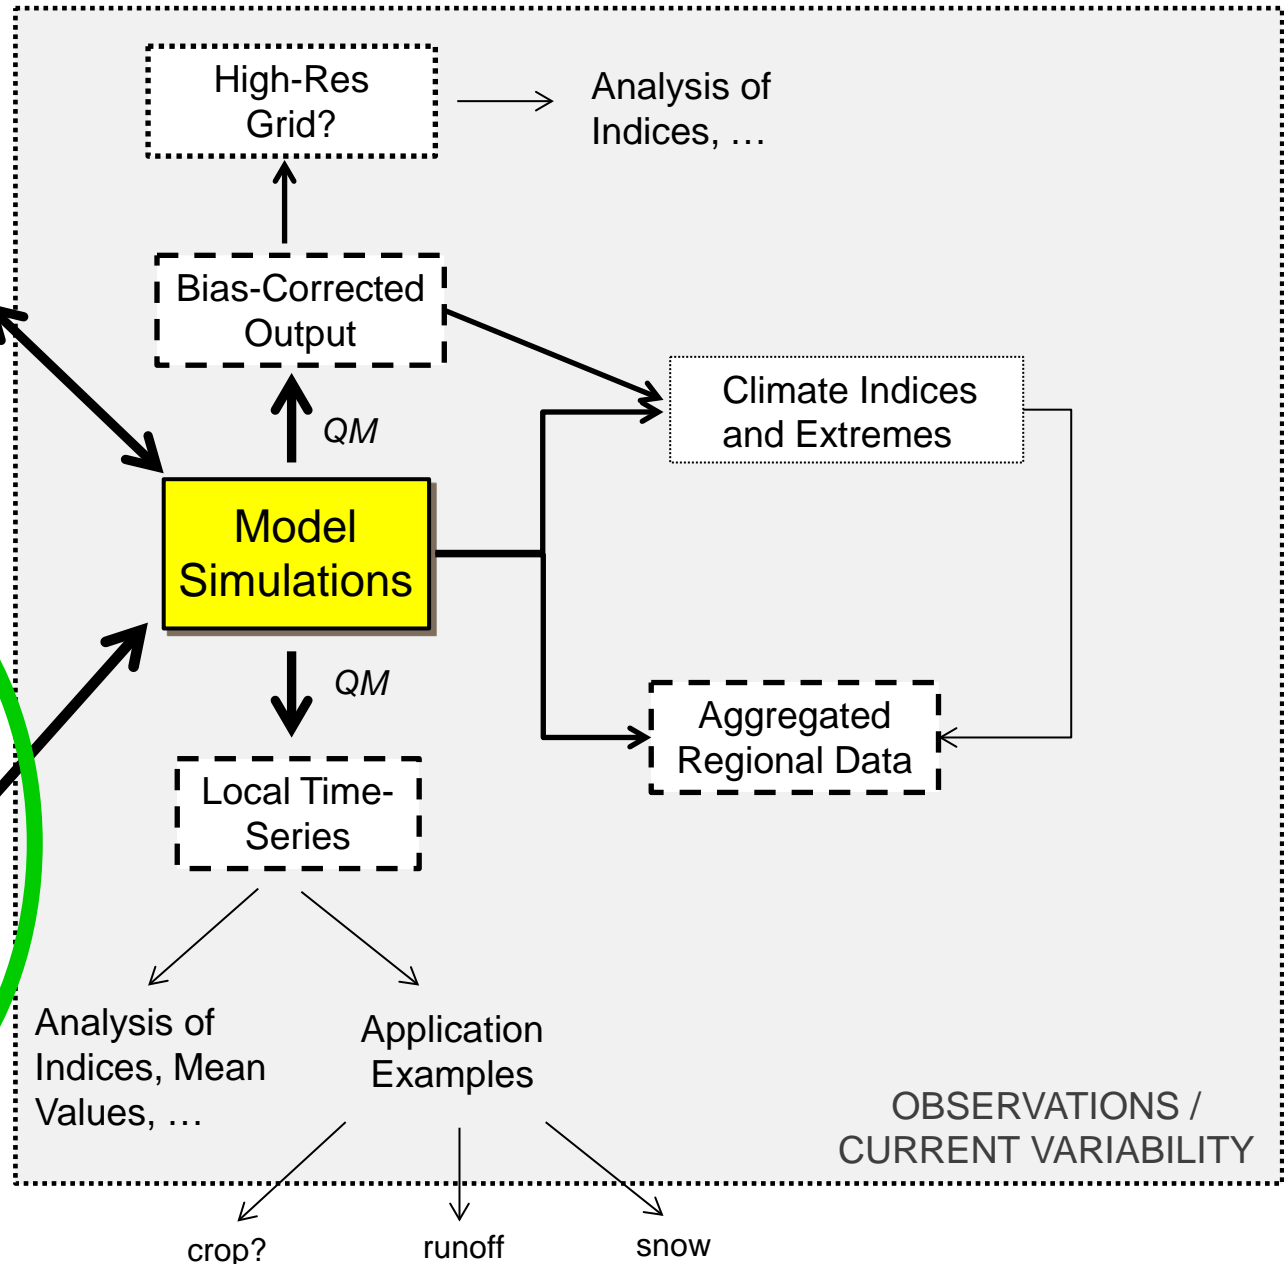 High-Res
Grid?
Analysis of
Indices, …
Bias-Corrected
Output
QM
Climate Indices
and Extremes
Model
Simulations
QM
Aggregated
Regional Data
Local Time-
Series
Analysis of
Indices, Mean
Values, …
Application
Examples
OBSERVATIONS /
CURRENT VARIABILITY
crop?
runoff
snow